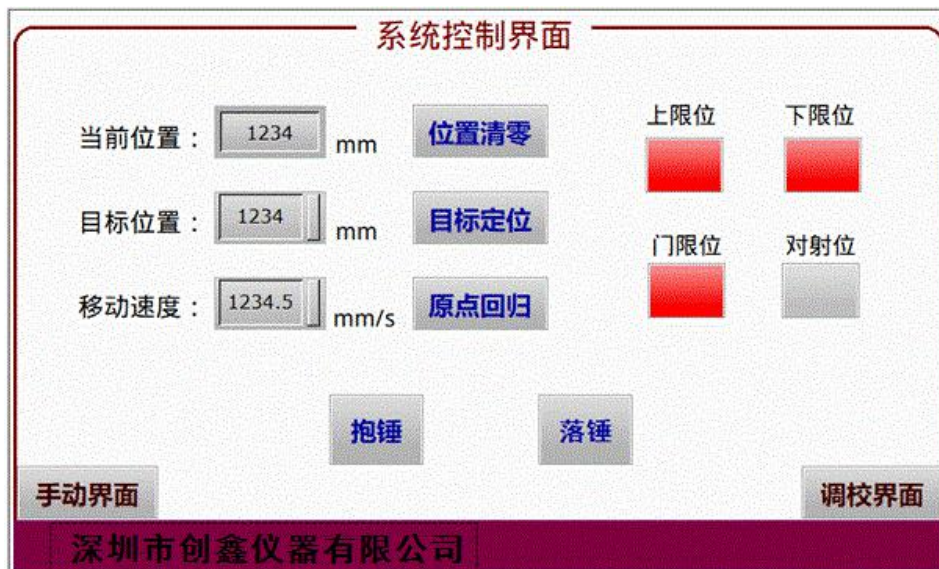 系统控制界面
上限位 下限位
当前位置： 1234 mm 位置清零
目标位置： 1234 mm 目标定位
门限位 对射位
移动速度： 1234.5 mm/s 原点回归
抱锤 落锤
手动界面 调校界面
深圳市创鑫仪器有限公司